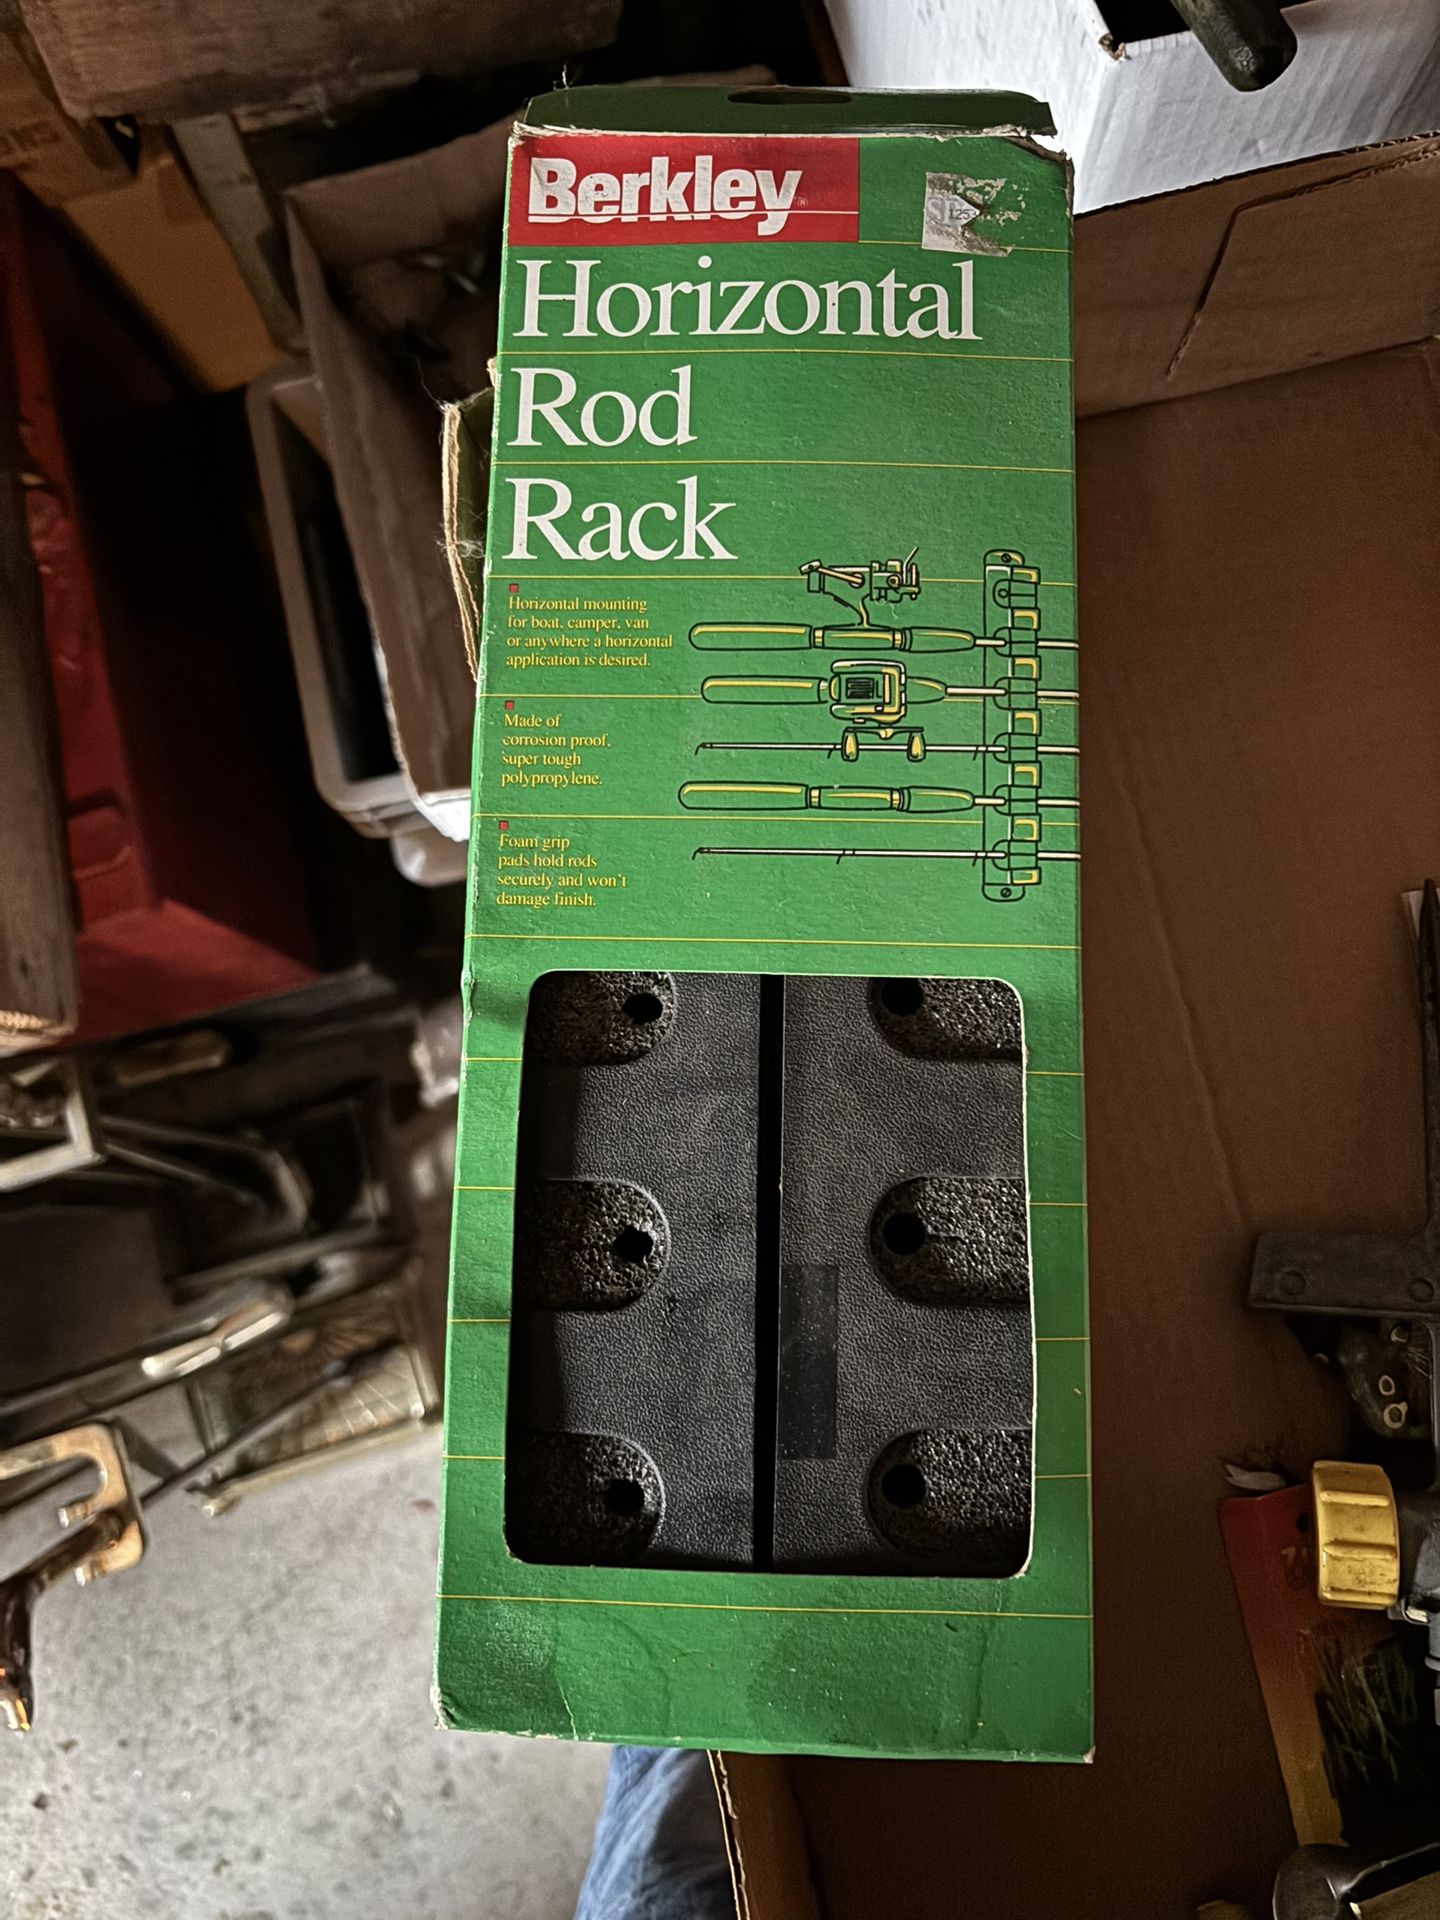 Berkley®
125
Horizontal
Rod
Rack
Horizontal mounting
for boat, camper, van
or anywhere a horizontal
application is desired.
Made of
corrosion proof,
super tough
polypropylene.
Foam grip
pads hold rods
securely and won't
damage finish.